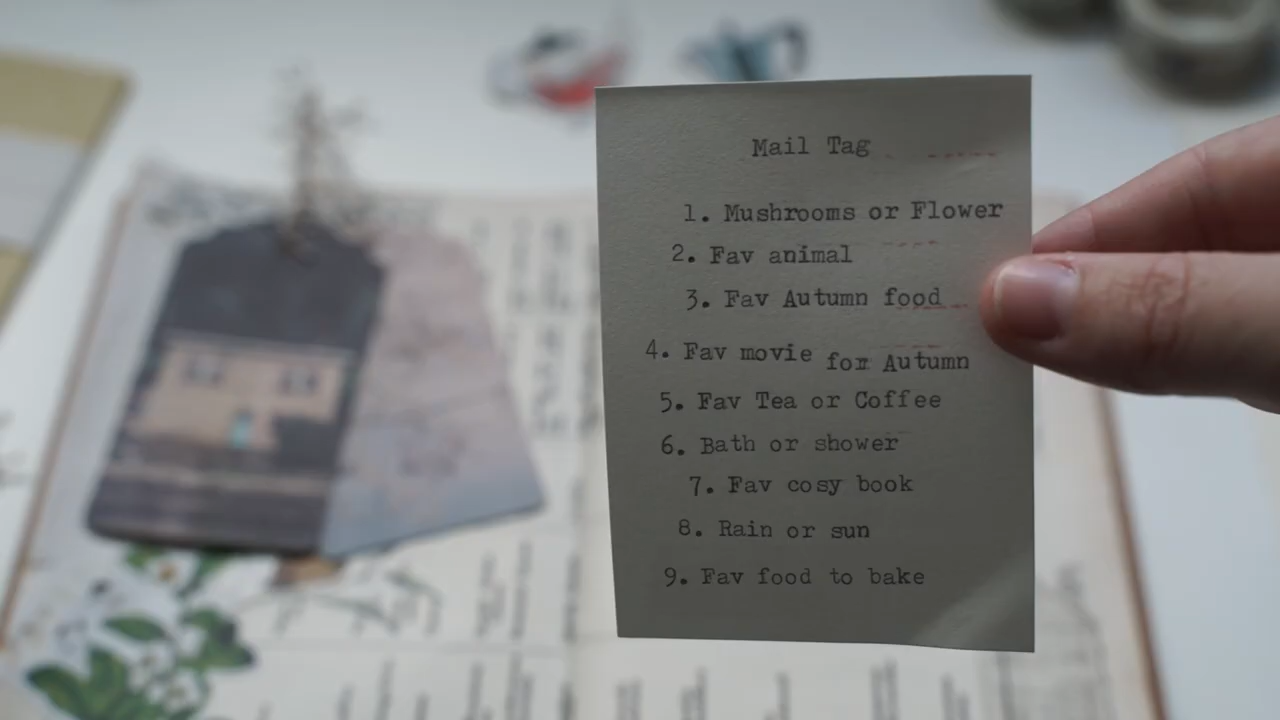 Mail Tag
1. Mushrooms or Flower
2. Fav animal
3. Fav Autumn food
4. Fav movie for Autumn
5. Fav Tea or Coffee
6. Bath or shower
7. Fav cosy book
8. Rain or sun
9. Fav food to bake